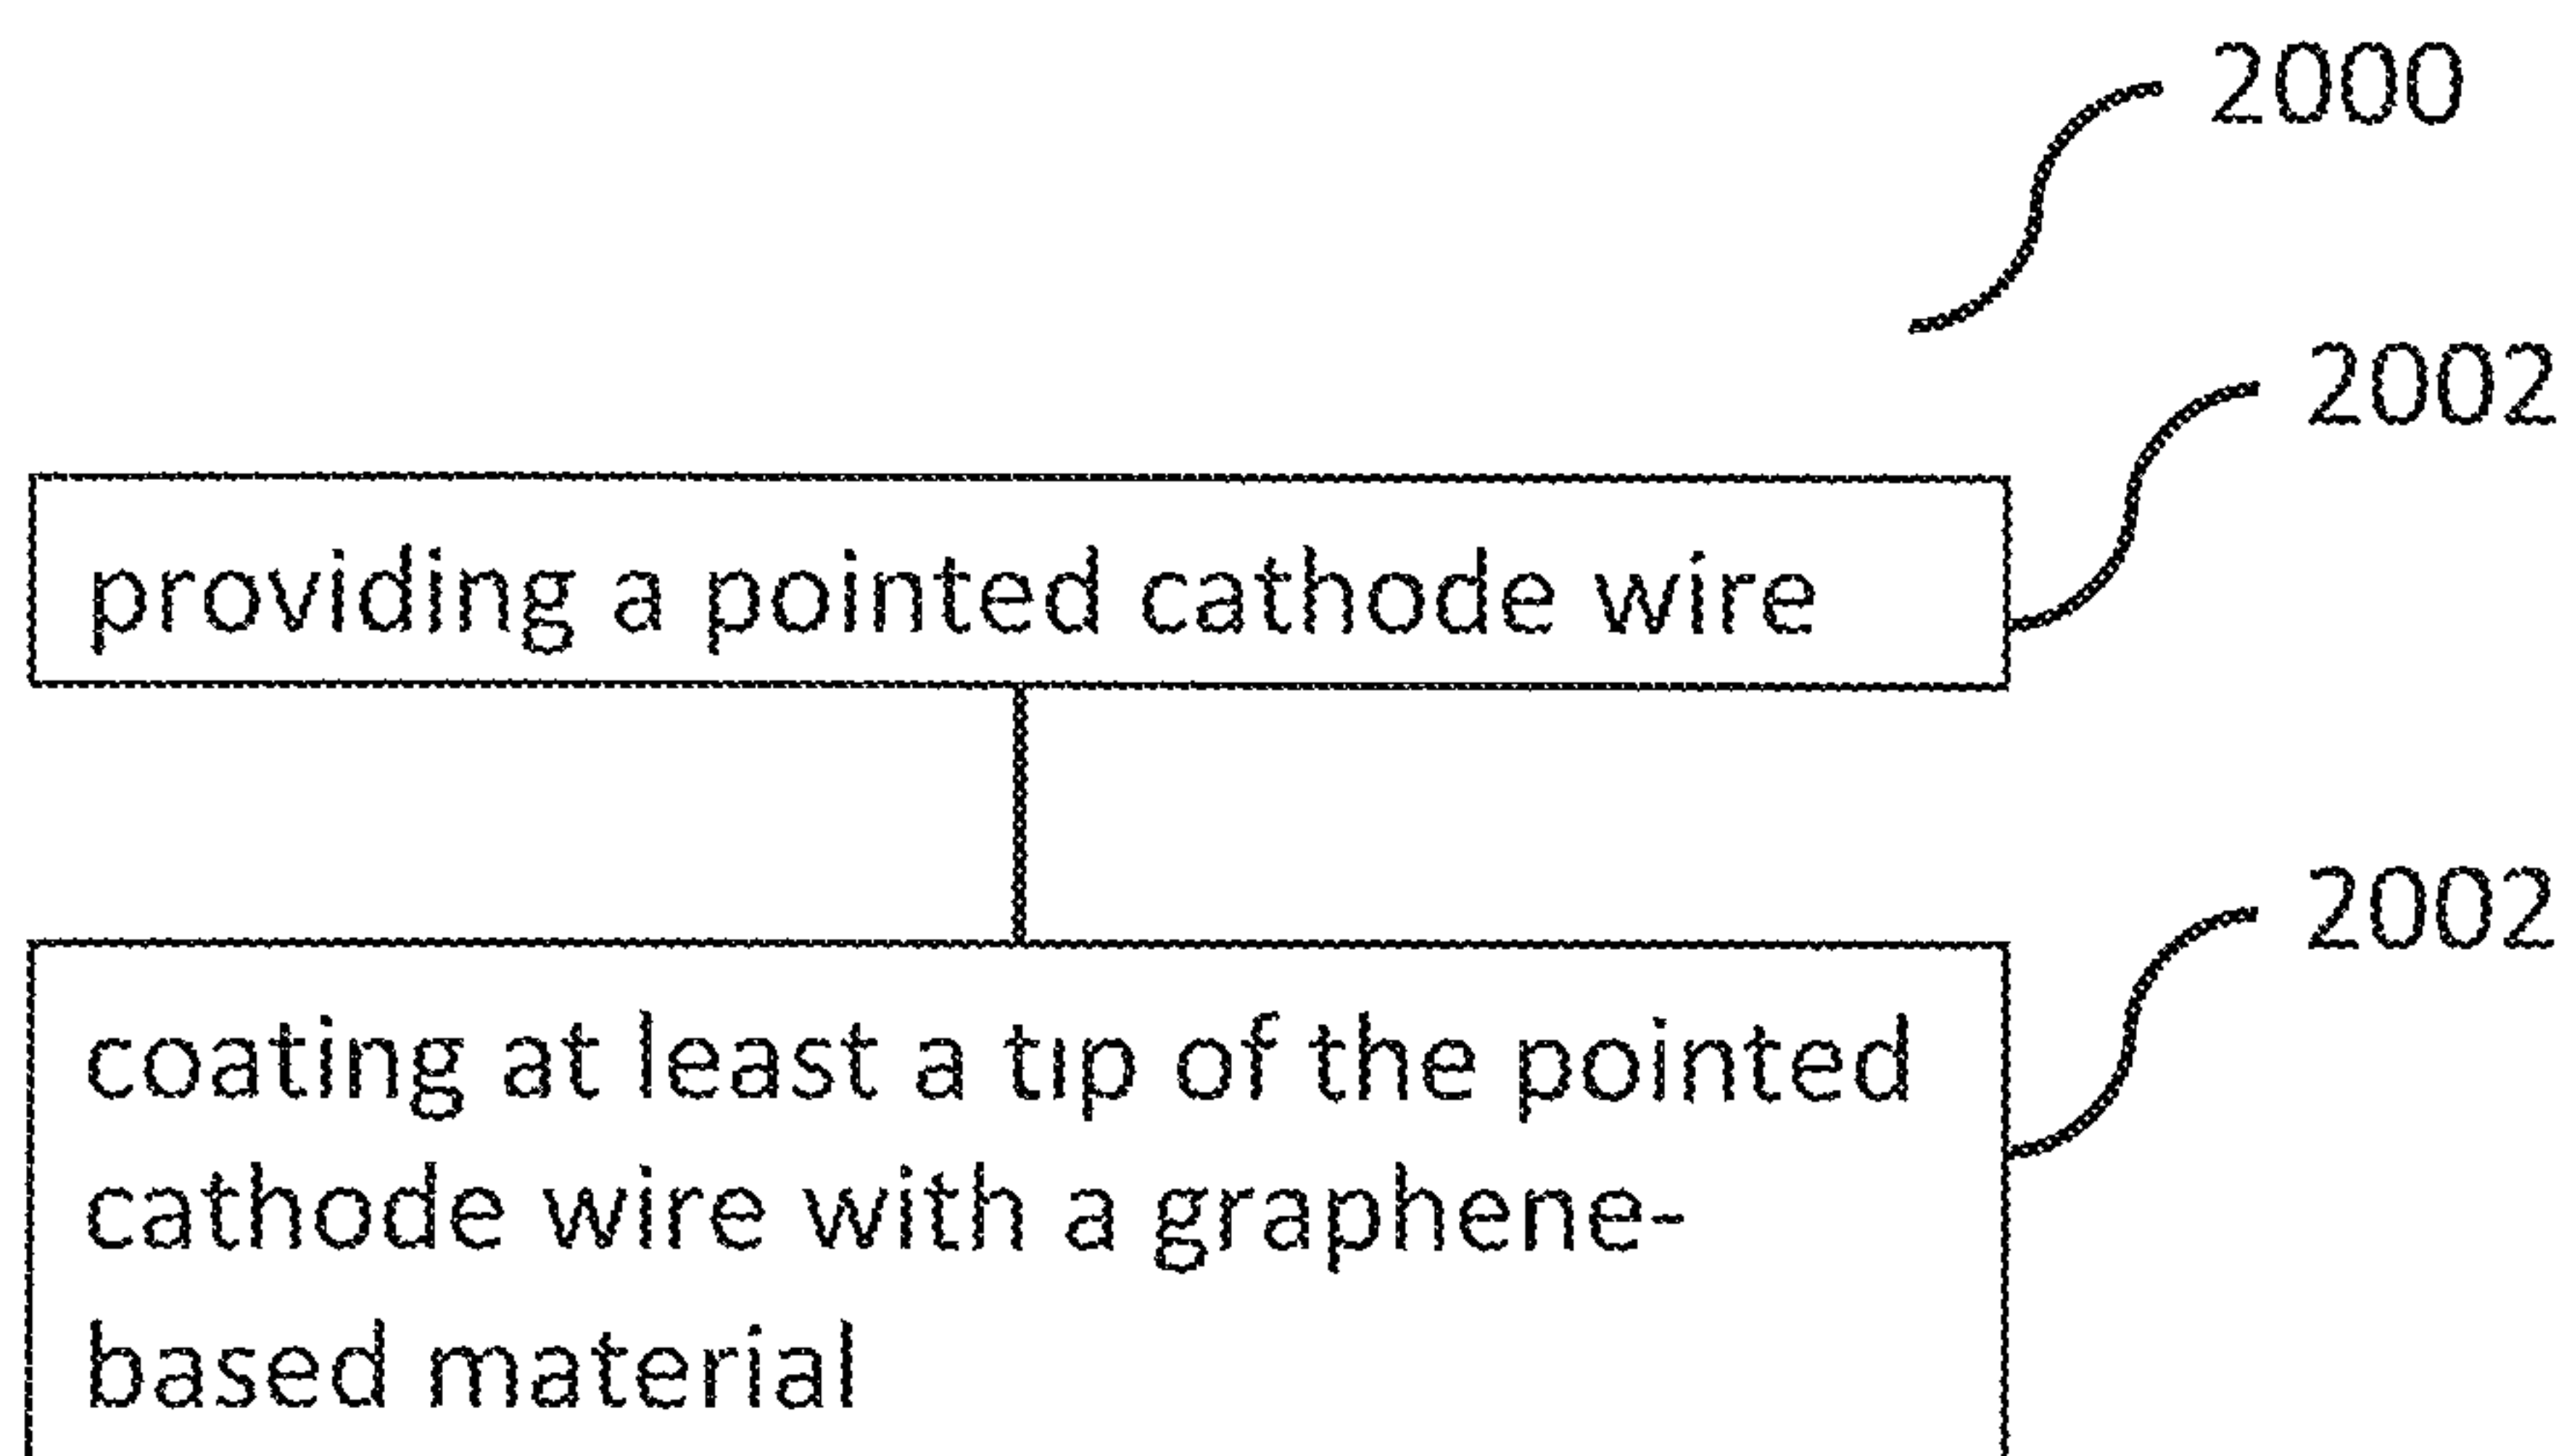 2000
2002
providing a pointed cathode wire
2002
coating at least a tip of the pointed
cathode wire with a graphene-
based material